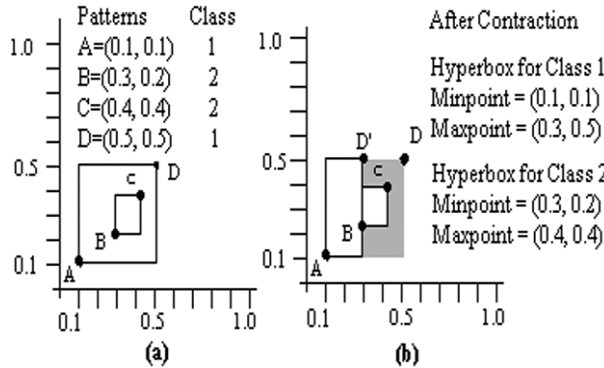 Patterns Class
A=(0.1, 0.1) 1
B=(0.3, 0.2) 2
C=(0.4, 0.4) 2
D=(0.5, 0.5) 1
1.0
0.5
0.1
D
c
B
A
0.1 0.5 1.0
(a)
After Contraction
Hyperbox for Class 1
Minpoint = (0.1, 0.1)
Maxpoint = (0.3, 0.5)
Hyperbox for Class 2
Minpoint = (0.3, 0.2)
Maxpoint = (0.4, 0.4)
1.0
0.5
0.1
D' D
c
B
A
0.1 0.5 1.0
(b)